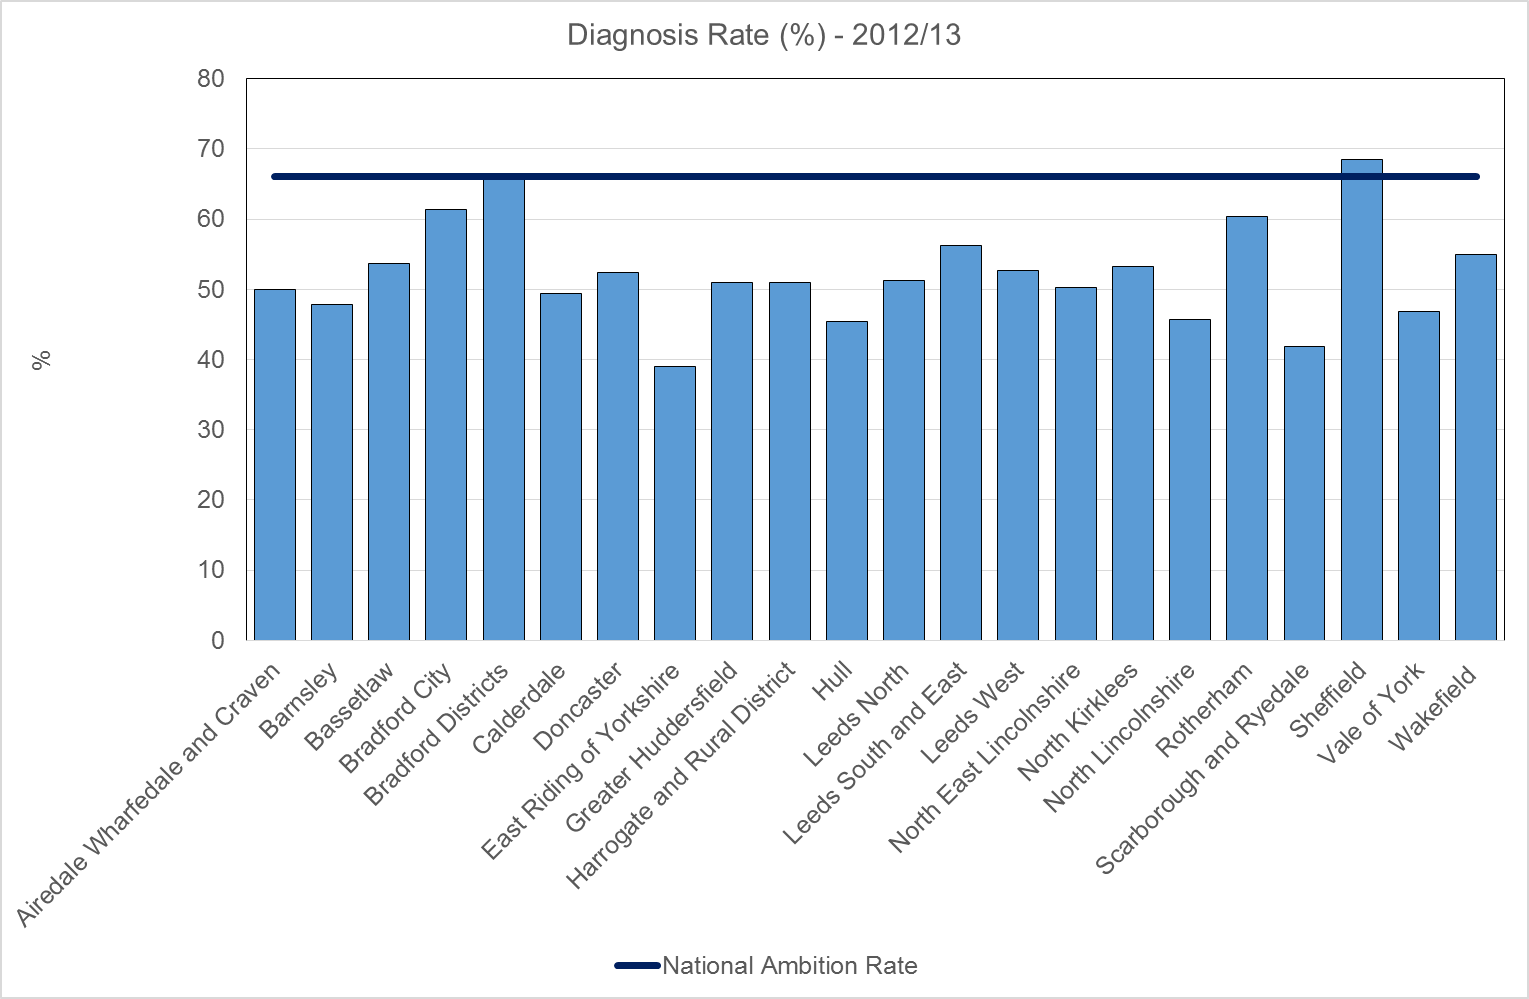 Diagnosis Rate (%) - 2012/13
80
70
60
50
40
30
20
10
0
%
Airedale Wharfedale and Craven
Barnsley
Bassetlaw
Bradford City
Bradford Districts
Calderdale
Doncaster
East Riding of Yorkshire
Greater Huddersfield
Harrogate and Rural District
Hull
Leeds North
Leeds South and East
Leeds West
North East Lincolnshire
North Kirklees
North Lincolnshire
Rotherham
Scarborough and Ryedale
Sheffield
Vale of York
Wakefield
National Ambition Rate